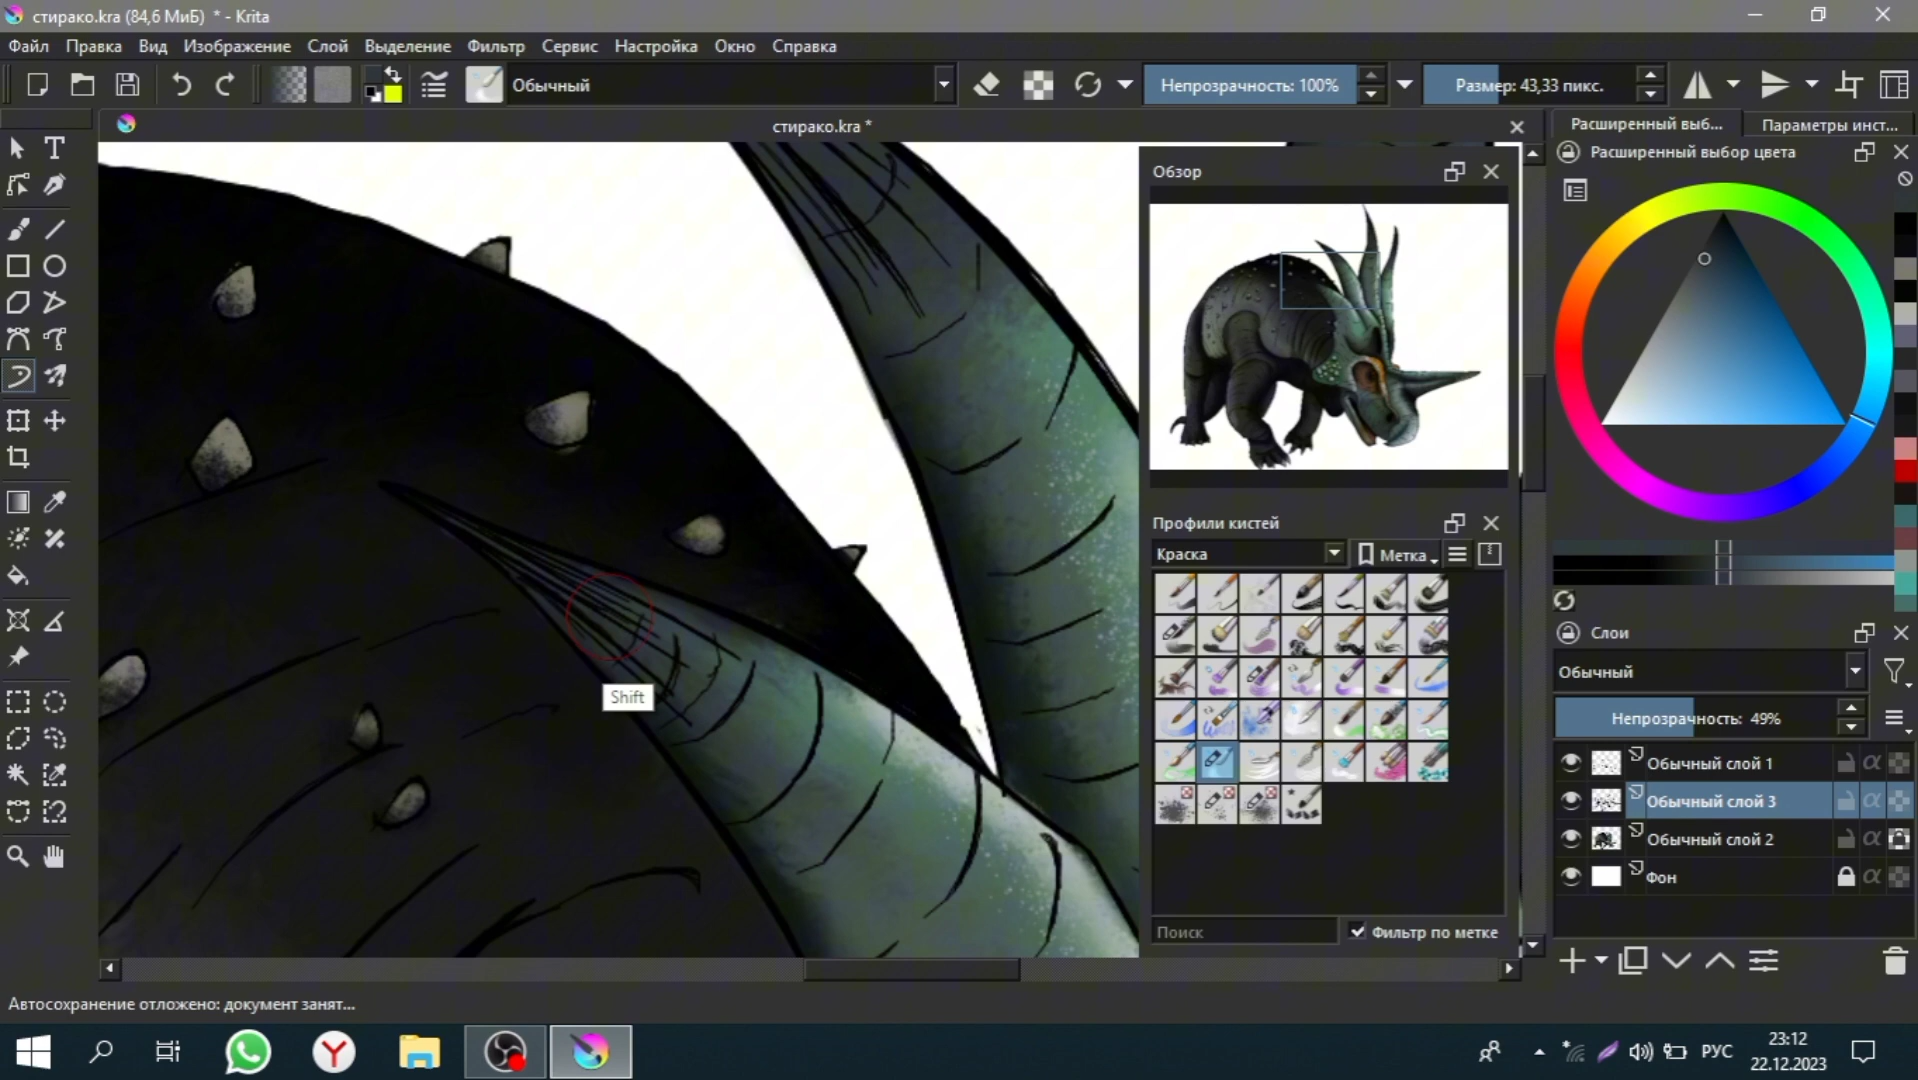 стирако.kra (84,6 МиБ) * - Krita
Файл Правка Вид Изображение Слой Выделение Фильтр Сервис Настройка Окно Справка
Обычный
Непрозрачность: 100%
Размер: 43,33 пикс.
стирако.kra *
Расширенный выб...
Параметры инст...
Расширенный выбор цвета
Обзор
Профили кистей
Краска
Метка
Shift
Слои
Обычный
Непрозрачность: 49%
Обычный слой 1
Обычный слой 3
Обычный слой 2
Фон
Поиск
Фильтр по метке
Автосохранение отложено: документ занят...
РУС
23:12
22.12.2023